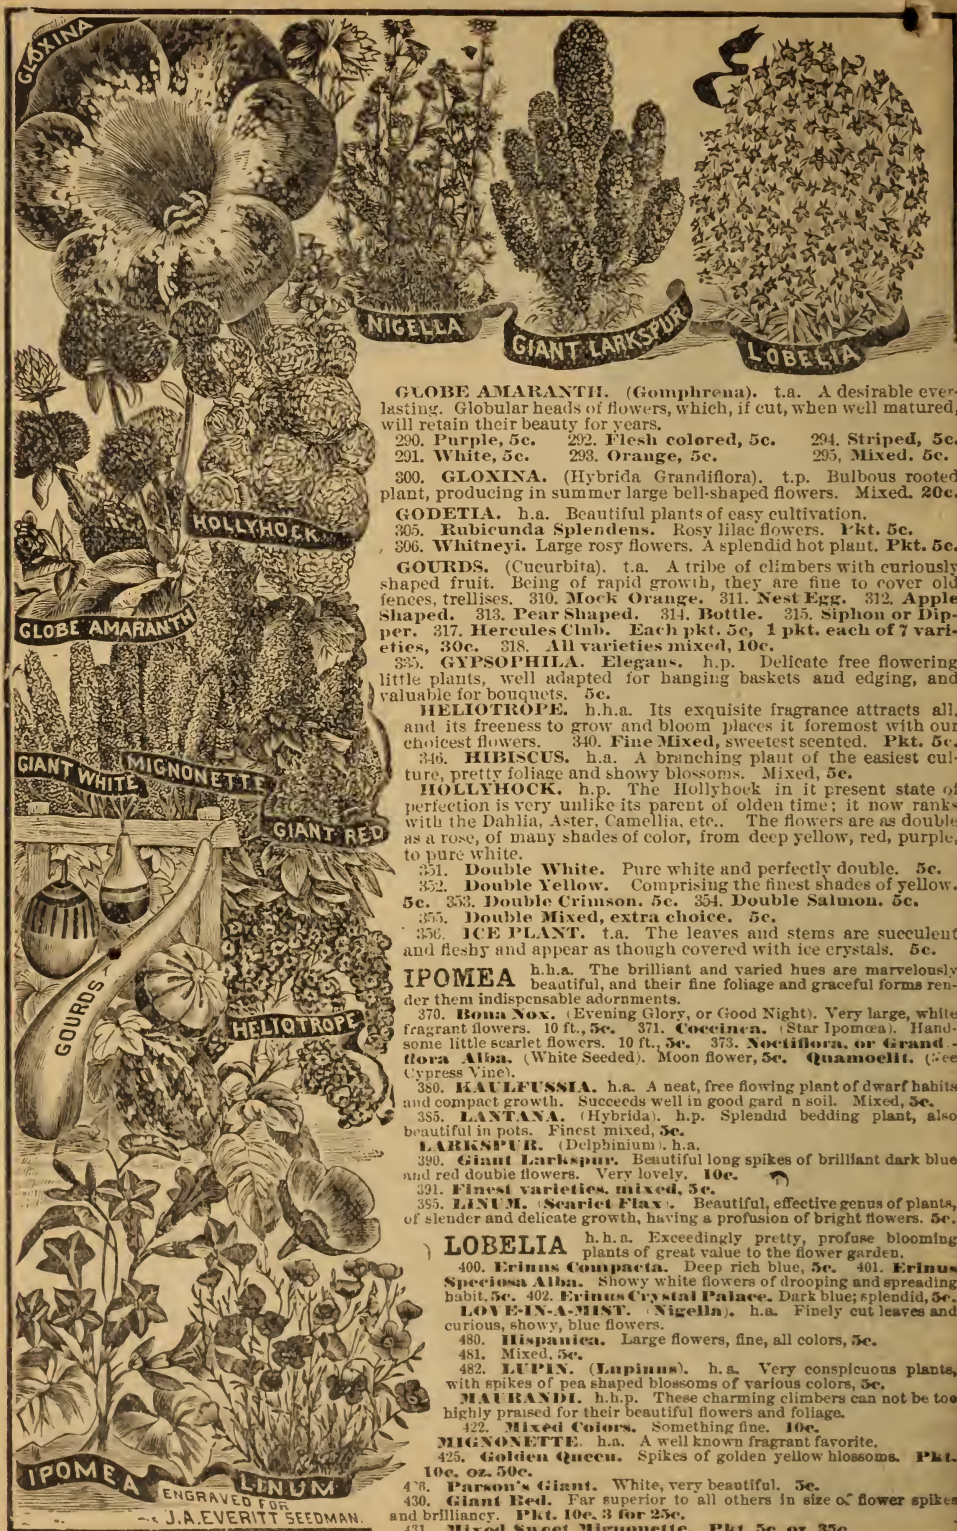 GLOXINA
NIGELLA
GIANT LARKSPUR
LOBELIA
HOLLYHOCK
GLOBE AMARANTH
GIANT WHITE
MIGNONETTE
GIANT RED
GOURDS
HELIOTROPE
IPOMEA
LINUM
ENGRAVED FOR
J.A.EVERITT SEEDMAN.
GLOBE AMARANTH. (Gomphrena). t.a. A desirable ever-
lasting. Globular heads of flowers, which, if cut, when well matured,
will retain their beauty for years.
290. Purple, 5c. 292. Flesh colored, 5c. 294. Striped, 5c.
291. White, 5c. 293. Orange, 5c. 295, Mixed. 5c.
300. GLOXINA. (Hybrida Grandiflora). t.p. Bulbous rooted
plant, producing in summer large bell-shaped flowers. Mixed. 20c.
GODETIA. h.a. Beautiful plants of easy cultivation.
305. Rubicunda Splendens. Rosy lilac flowers. Pkt. 5c.
306. Whitneyi. Large rosy flowers. A splendid hot plant. Pkt. 5c.
GOURDS. (Cucurbita). t.a. A tribe of climbers with curiously
shaped fruit. Being of rapid growth, they are fine to cover old
fences, trellises. 310. Mock Orange. 311. Nest Egg. 312. Apple
Shaped. 313. Pear Shaped. 314. Bottle. 315. Siphon or Dip-
per. 317. Hercules Club. Each pkt. 5c, 1 pkt. each of 7 vari-
eties, 30c. 318. All varieties mixed, 10c.
335. GYPSOPHILA. Elegans. h.p. Delicate free flowering
little plants, well adapted for hanging baskets and edging, and
valuable for bouquets. 5c.
HELIOTROPE. h.h.a. Its exquisite fragrance attracts all,
and its freeness to grow and bloom places it foremost with our
choicest flowers. 340. Fine Mixed, sweetest scented. Pkt. 5c.
346. HIBISCUS. h.a. A branching plant of the easiest cul-
ture, pretty foliage and showy blossoms. Mixed, 5c.
HOLLYHOCK. h.p. The Hollyhock in it present state of
perfection is very unlike its parent of olden time; it now ranks
with the Dahlia, Aster, Camellia, etc.. The flowers are as double
as a rose, of many shades of color, from deep yellow, red, purple,
to pure white.
351. Double White. Pure white and perfectly double. 5c.
352. Double Yellow. Comprising the finest shades of yellow.
5c. 353. Double Crimson. 5c. 354. Double Salmon. 5c.
355. Double Mixed, extra choice. 5c.
356. ICE PLANT. t.a. The leaves and stems are succulent
and fleshy and appear as though covered with ice crystals. 5c.
IPOMEA h.h.a. The brilliant and varied hues are marvelously
beautiful, and their fine foliage and graceful forms ren-
der them indispensable adornments.
370. Bona Nox. (Evening Glory, or Good Night). Very large, white
fragrant flowers. 10 ft., 5c. 371. Coccinea. (Star Ipomœa). Hand-
some little scarlet flowers. 10 ft., 5c. 373. Noctiflora, or Grand-
flora Alba. (White Seeded). Moon flower, 5c. Quamoclit. (See
Cypress Vine).
380. KAULFUSSIA. h.a. A neat, free flowing plant of dwarf habits
and compact growth. Succeeds well in good gard n soil. Mixed, 5c.
385. LANTANA. (Hybrida). h.p. Splendid bedding plant, also
beautiful in pots. Finest mixed, 5c.
LARKSPUR. (Delphinium). h.a.
390. Giant Larkspur. Beautiful long spikes of brilliant dark blue
and red double flowers. Very lovely. 10c.
391. Finest varieties. mixed, 5c.
395. LINUM. (Scarlet Flax). Beautiful, effective genus of plants,
of slender and delicate growth, having a profusion of bright flowers. 5c.
LOBELIA h.h.a. Exceedingly pretty, profuse blooming
plants of great value to the flower garden.
400. Erinus Compacta. Deep rich blue, 5c. 401. Erinus
Speciosa Alba. Showy white flowers of drooping and spreading
habit. 5c. 402. Erinus Crystal Palace. Dark blue; splendid, 5c.
LOVE-IN-A-MIST. (Nigella). h.a. Finely cut leaves and
curious, showy, blue flowers.
480. Hispanica. Large flowers, fine, all colors, 5c.
481. Mixed, 5c.
482. LUPIN. (Lupinus). h.a. Very conspicuous plants,
with spikes of pea shaped blossoms of various colors, 5c.
MAURANDI. h.h.p. These charming climbers can not be too
highly praised for their beautiful flowers and foliage.
422. Mixed Colors. Something fine. 10c.
MIGNONETTE. h.a. A well known fragrant favorite.
425. Golden Queen. Spikes of golden yellow blossoms. Pkt.
10c. oz. 50c.
Parson's Giant. White, very beautiful. 5c.
430. Giant Red. Far superior to all others in size of flower spikes
and brilliancy. Pkt. 10c. 3 for 25c.
431. Mixed Sweet Mignonette. Pkt. 5c. oz. 35c.